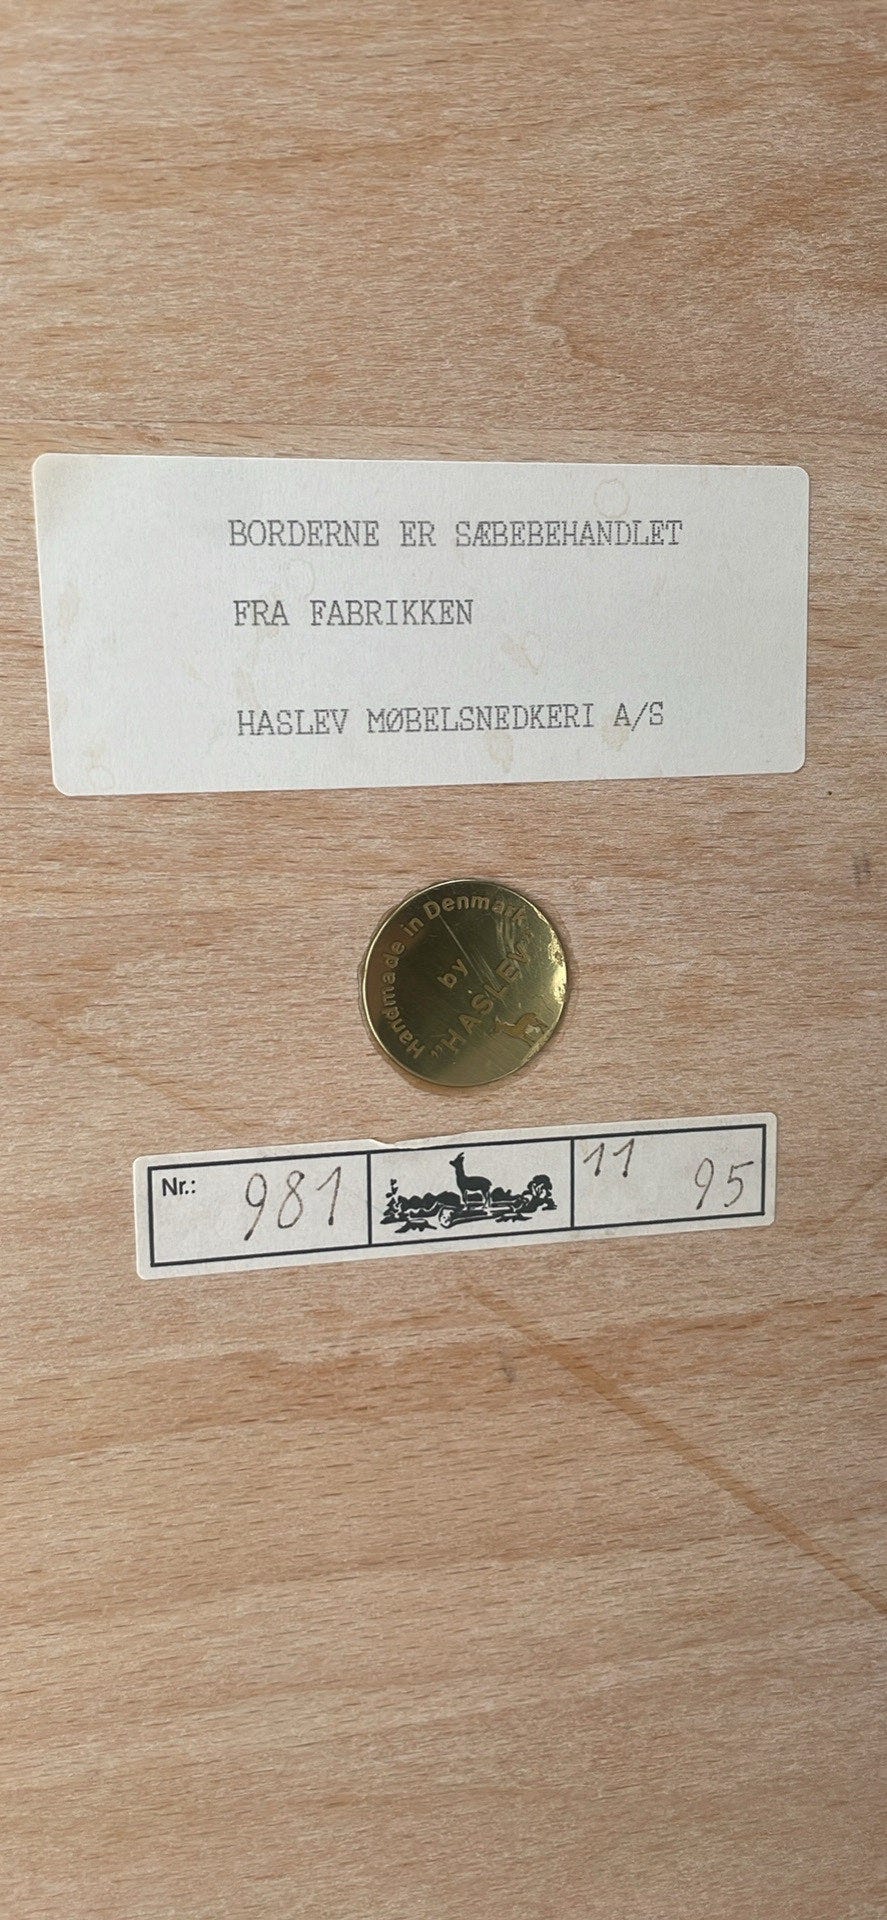 BORDERNE ER SÆBEBEHANDLET
FRA FABRIKKEN
HASLEV MØBELSNEDKERI A/S
Handmade in Denmark
by
"HASLEV"
Nr.: 981 11 95